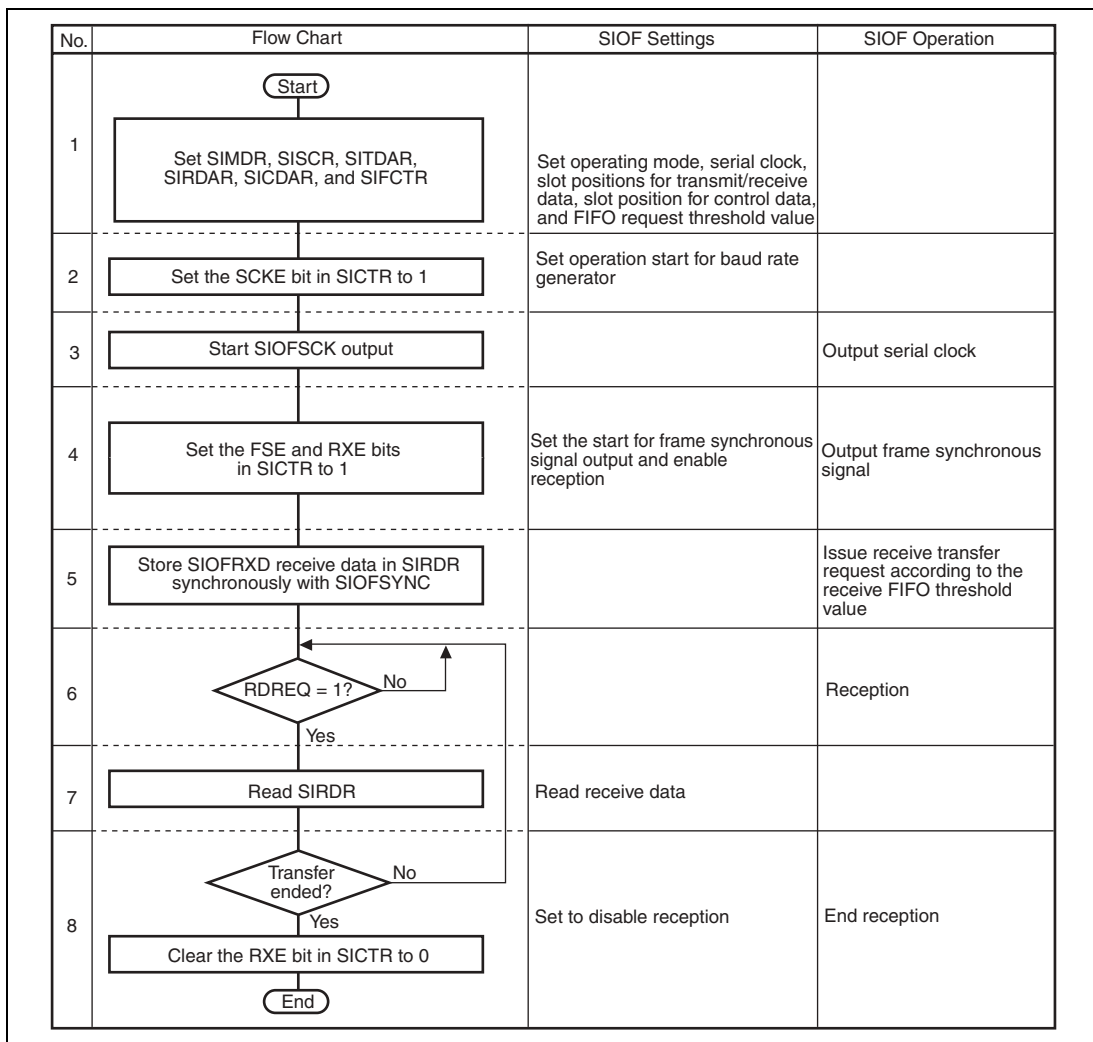 No.
Flow Chart
SIOF Settings
SIOF Operation
Start
1
Set SIMDR, SISCR, SITDAR,
SIRDAR, SICDAR, and SIFCTR
Set operating mode, serial clock,
slot positions for transmit/receive
data, slot position for control data,
and FIFO request threshold value
2
Set the SCKE bit in SICTR to 1
Set operation start for baud rate
generator
3
Start SIOFSCK output
Output serial clock
4
Set the FSE and RXE bits
in SICTR to 1
Set the start for frame synchronous
signal output and enable
reception
Output frame synchronous
signal
5
Store SIOFRXD receive data in SIRDR
synchronously with SIOFSYNC
Issue receive transfer
request according to the
receive FIFO threshold
value
6
RDREQ = 1?
No
Yes
Reception
7
Read SIRDR
Read receive data
8
Transfer
ended?
No
Yes
Clear the RXE bit in SICTR to 0
Set to disable reception
End reception
End